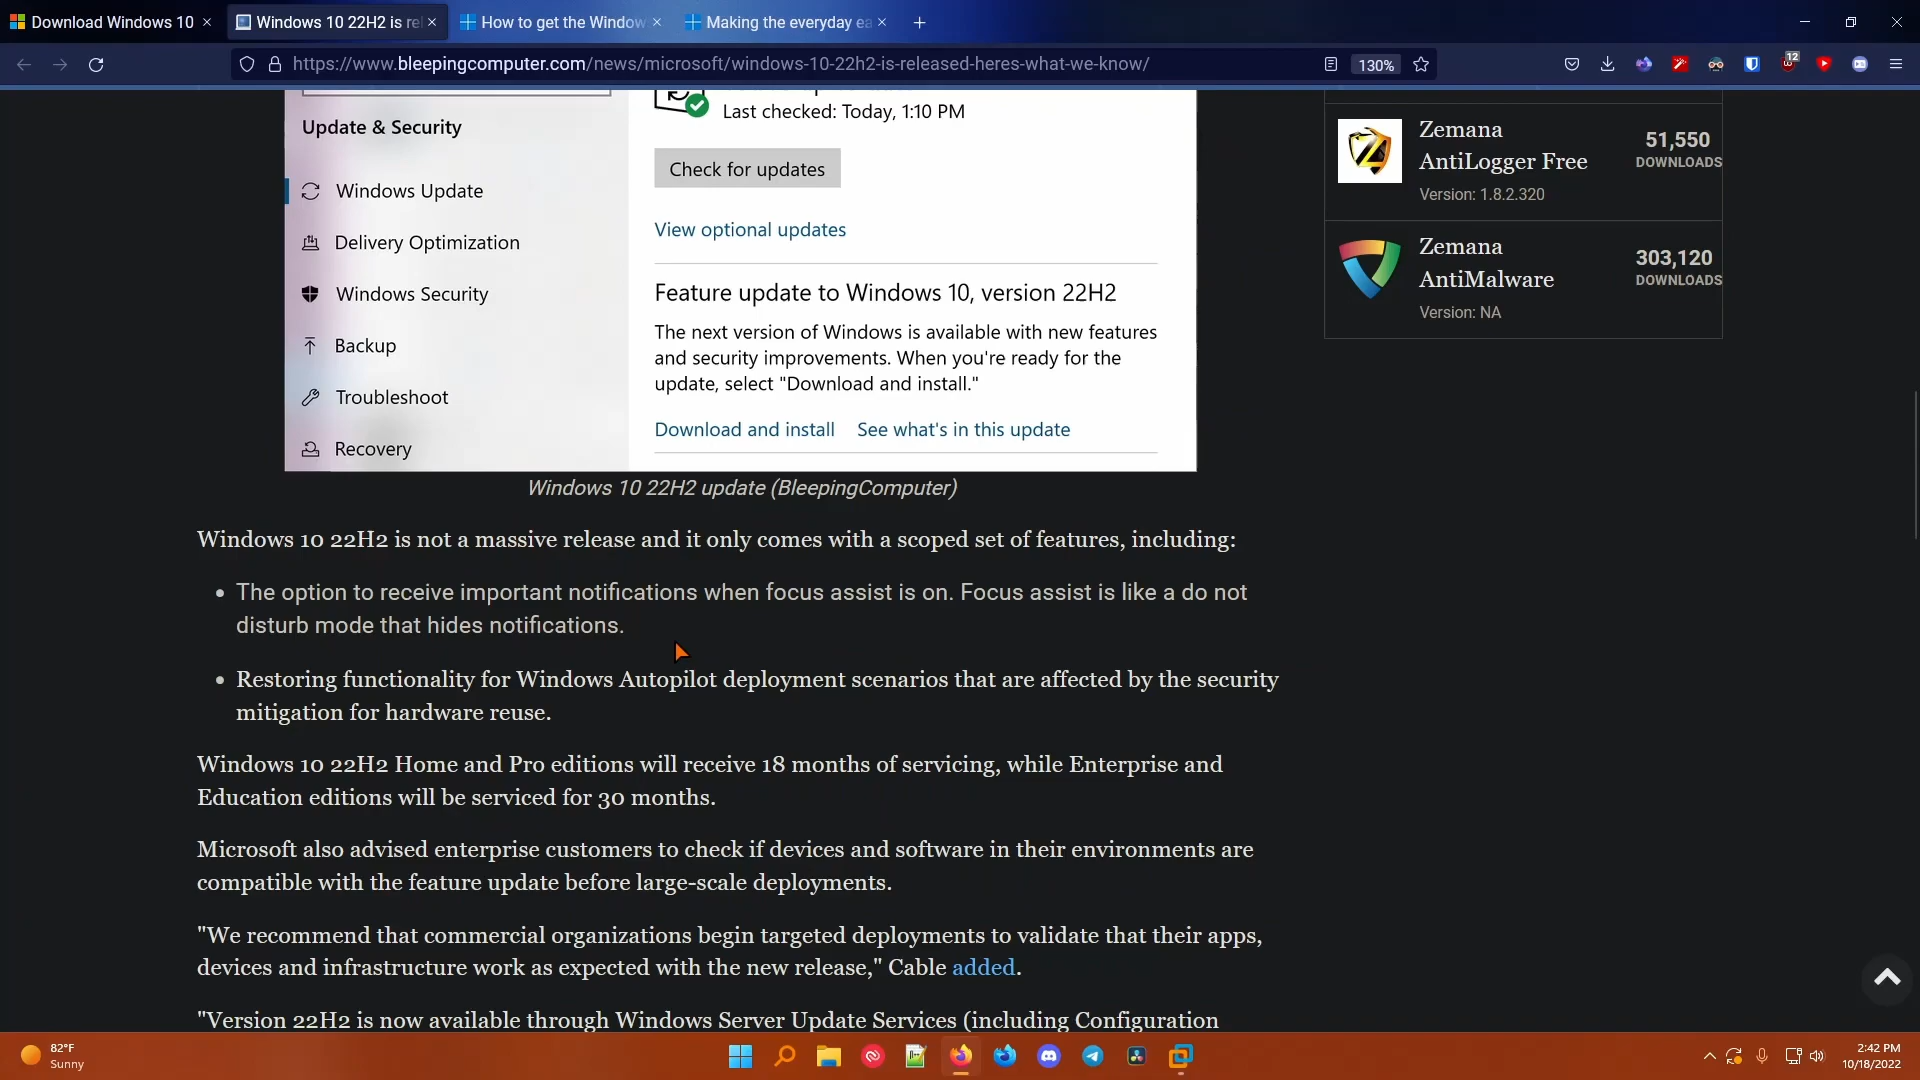 Download Windows 10
Windows 10 22H2 is re
How to get the Window
Making the everyday ea
https://www.bleepingcomputer.com/news/microsoft/windows-10-22h2-is-released-heres-what-we-know/
130%
12
Last checked: Today, 1:10 PM
Update & Security
Check for updates
Windows Update
View optional updates
Delivery Optimization
Windows Security
Feature update to Windows 10, version 22H2
The next version of Windows is available with new features
and security improvements. When you're ready for the
update, select "Download and install."
Backup
Troubleshoot
Download and install See what's in this update
Recovery
Zemana
AntiLogger Free
Version: 1.8.2.320
51,550
DOWNLOADS
Zemana
AntiMalware
Version: NA
303,120
DOWNLOADS
Windows 10 22H2 update (BleepingComputer)
Windows 10 22H2 is not a massive release and it only comes with a scoped set of features, including:
• The option to receive important notifications when focus assist is on. Focus assist is like a do not
disturb mode that hides notifications.
• Restoring functionality for Windows Autopilot deployment scenarios that are affected by the security
mitigation for hardware reuse.
Windows 10 22H2 Home and Pro editions will receive 18 months of servicing, while Enterprise and
Education editions will be serviced for 30 months.
Microsoft also advised enterprise customers to check if devices and software in their environments are
compatible with the feature update before large-scale deployments.
"We recommend that commercial organizations begin targeted deployments to validate that their apps,
devices and infrastructure work as expected with the new release," Cable added.
"Version 22H2 is now available through Windows Server Update Services (including Configuration
82°F
Sunny
2:42 PM
10/18/2022